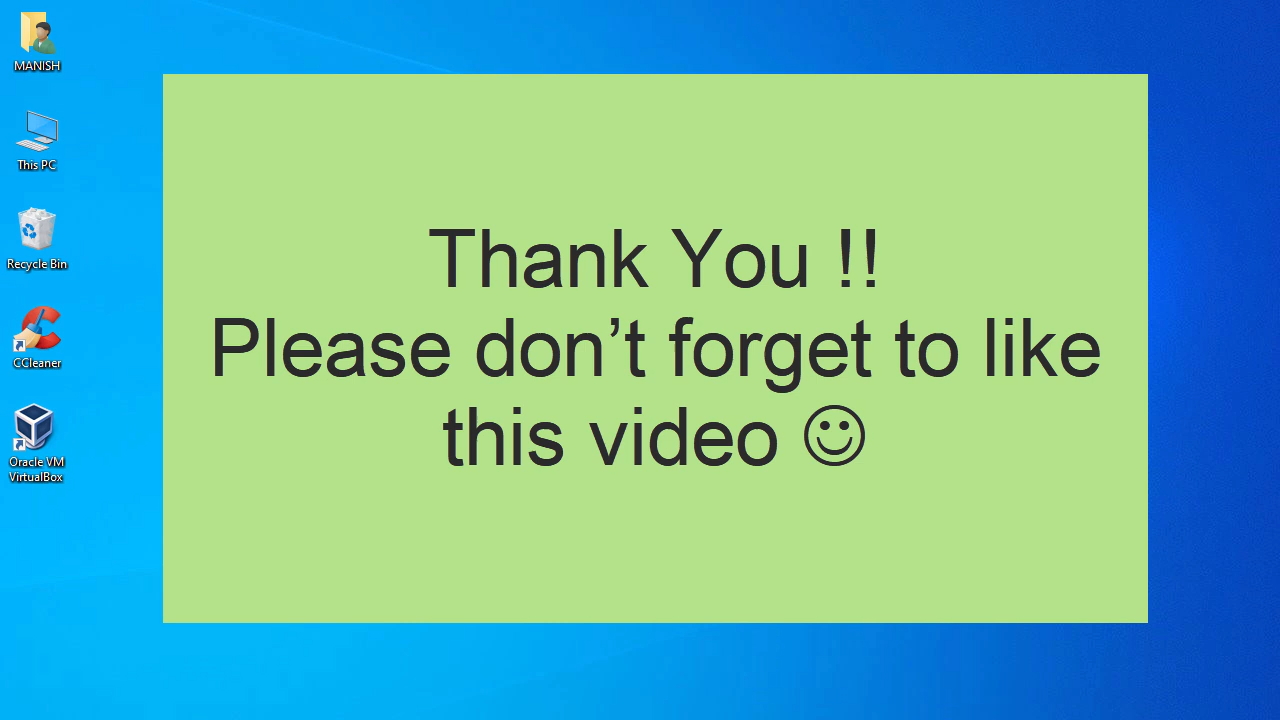 MANISH
This PC
Recycle Bin
CCleaner
Oracle VM
VirtualBox
Thank You !!
Please don’t forget to like
this video ☺